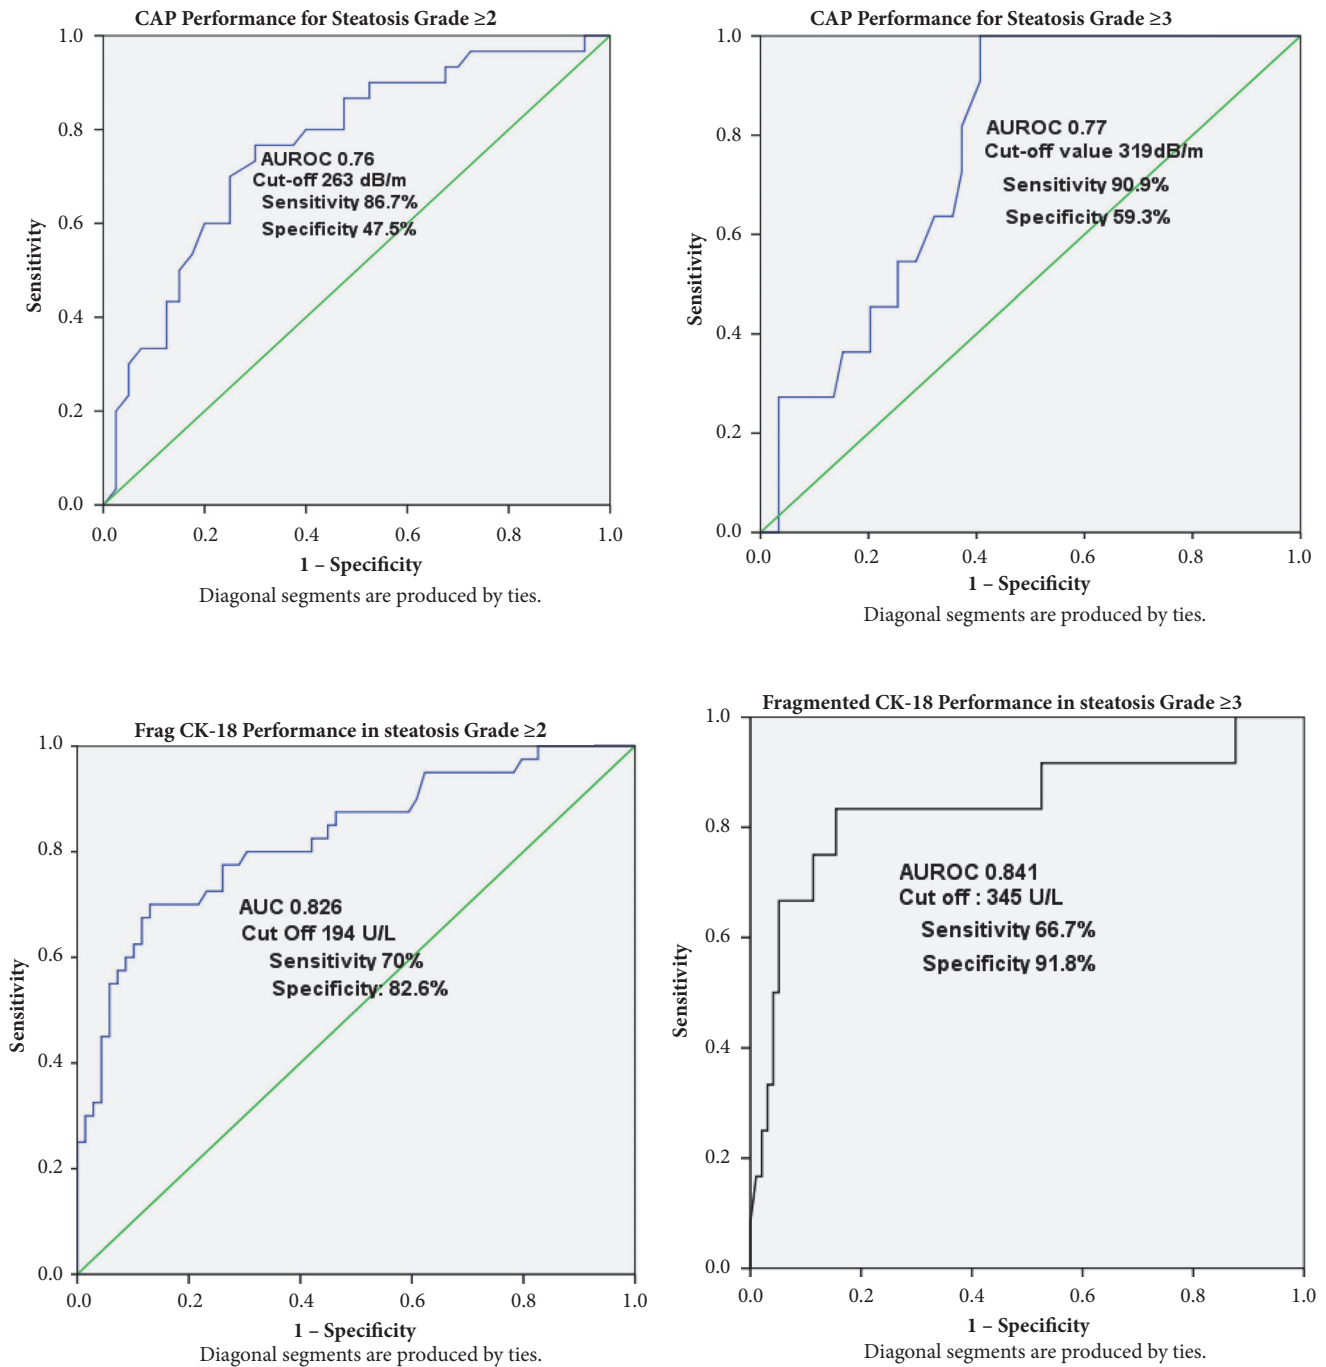 CAP Performance for Steatosis Grade ≥2
1.0
0.8
0.6
0.4
0.2
0.0
Sensitivity
AUROC 0.76
Cut-off 263 dB/m
Sensitivity 86.7%
Specificity 47.5%
0.0 0.2 0.4 0.6 0.8 1.0
1 – Specificity
Diagonal segments are produced by ties.
CAP Performance for Steatosis Grade ≥3
1.0
0.8
0.6
0.4
0.2
0.0
Sensitivity
AUROC 0.77
Cut-off value 319dB/m
Sensitivity 90.9%
Specificity 59.3%
0.0 0.2 0.4 0.6 0.8 1.0
1 – Specificity
Diagonal segments are produced by ties.
Frag CK-18 Performance in steatosis Grade ≥2
1.0
0.8
0.6
0.4
0.2
0.0
Sensitivity
AUC 0.826
Cut Off 194 U/L
Sensitivity 70%
Specificity: 82.6%
0.0 0.2 0.4 0.6 0.8 1.0
1 – Specificity
Diagonal segments are produced by ties.
Fragmented CK-18 Performance in steatosis Grade ≥3
1.0
0.8
0.6
0.4
0.2
0.0
Sensitivity
AUROC 0.841
Cut off : 345 U/L
Sensitivity 66.7%
Specificity 91.8%
0.0 0.2 0.4 0.6 0.8 1.0
1 – Specificity
Diagonal segments are produced by ties.